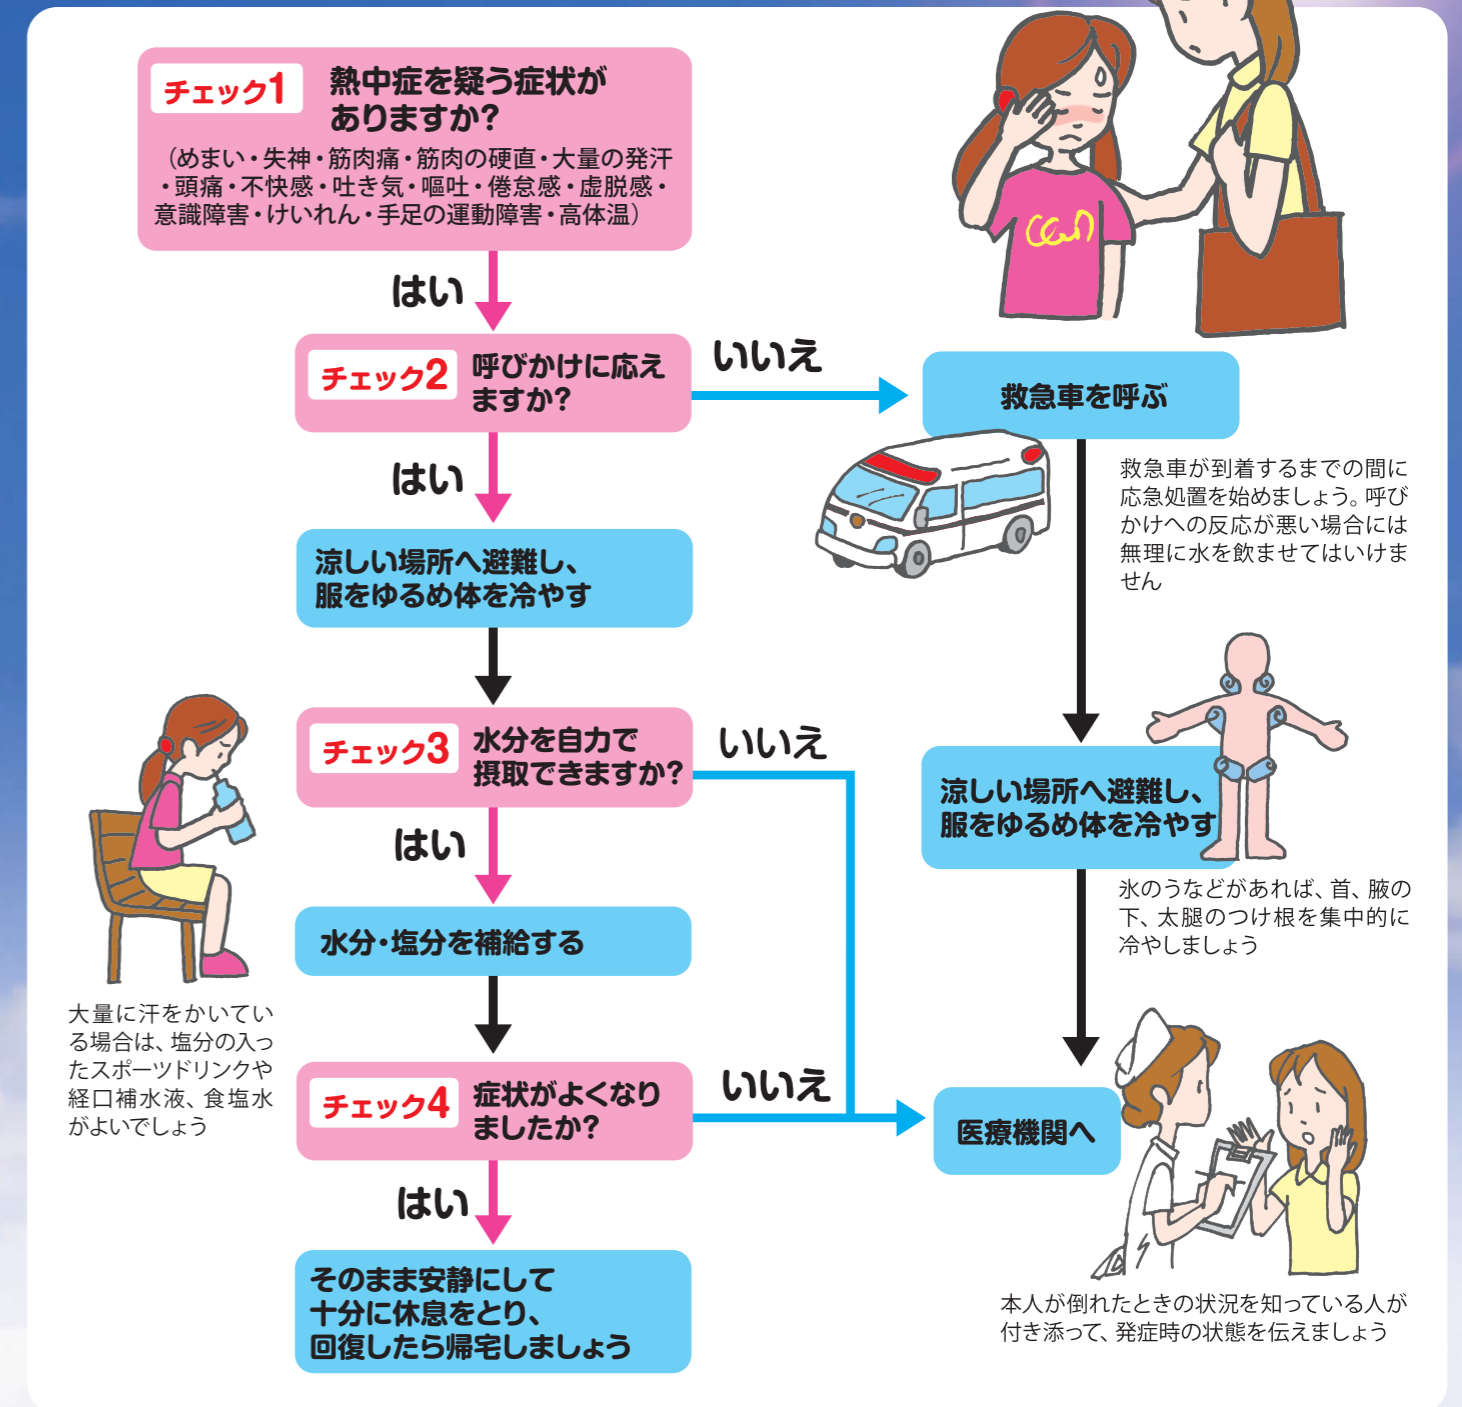 チェック1
熱中症を疑う症状が
ありますか?
（めまい・失神・筋肉痛・筋肉の硬直・大量の発汗
・頭痛・不快感・吐き気・嘔吐・倦怠感・虚脱感・
意識障害・けいれん・手足の運動障害・高体温）
はい
チェック2
呼びかけに応え
ますか?
いいえ
救急車を呼ぶ
救急車が到着するまでの間に
応急処置を始めましょう。呼び
かけへの反応が悪い場合には
無理に水を飲ませてはいけま
せん
はい
涼しい場所へ避難し、
服をゆるめ体を冷やす
チェック3
水分を自力で
摂取できますか?
いいえ
涼しい場所へ避難し、
服をゆるめ体を冷やす
氷のうなどがあれば、首、腋の
下、太腿のつけ根を集中的に
冷やしましょう
はい
水分・塩分を補給する
大量に汗をかいてい
る場合は、塩分の入っ
たスポーツドリンクや
経口補水液、食塩水
がよいでしょう
チェック4
症状がよくなり
ましたか?
いいえ
医療機関へ
本人が倒れたときの状況を知っている人が
付き添って、発症時の状態を伝えましょう
はい
そのまま安静にして
十分に休息をとり、
回復したら帰宅しましょう